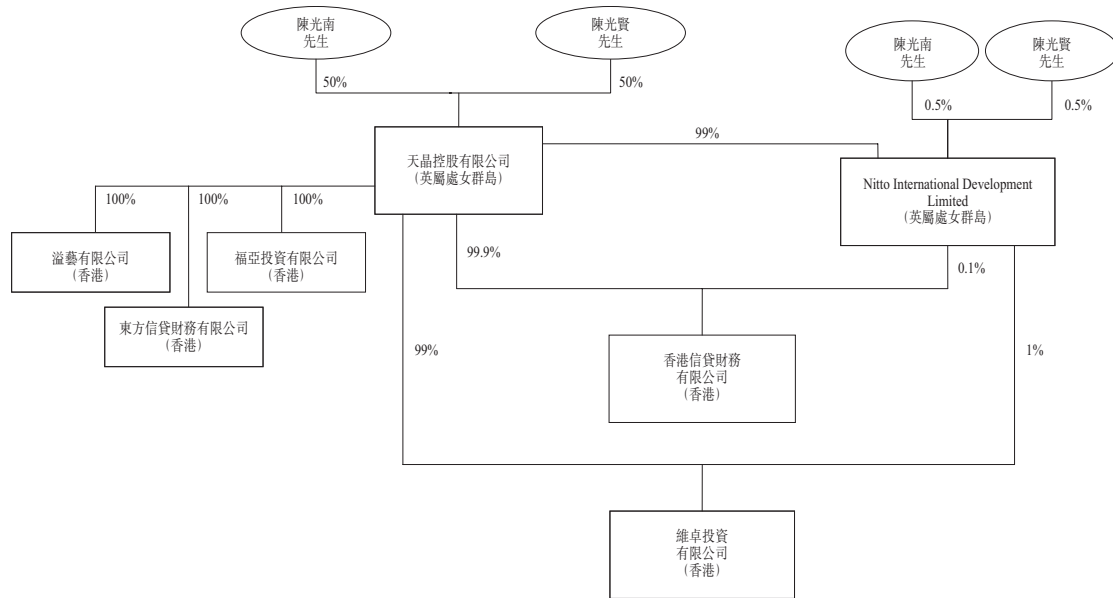 陳光南
先生
陳光賢
先生
陳光南
先生
陳光賢
先生
50%
50%
0.5%
0.5%
99%
天晶控股有限公司
(英屬處女群島)
Nitto International Development
Limited
(英屬處女群島)
100%
100%
100%
溢藝有限公司
(香港)
福亞投資有限公司
(香港)
99.9%
0.1%
東方信貸財務有限公司
(香港)
99%
香港信貸財務
有限公司
(香港)
1%
維卓投資
有限公司
(香港)